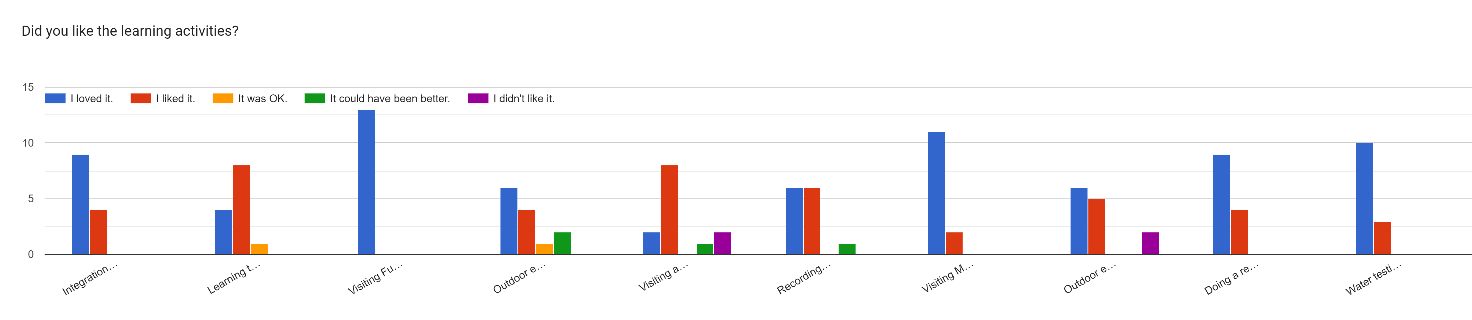 Did you like the learning activities?
15
I loved it. I liked it. It was OK. It could have been better. I didn't like it.
10
5
0
Integration… Learning t… Visiting Fu… Outdoor e… Visiting a… Recording… Visiting M… Outdoor e… Doing a re… Water testi…